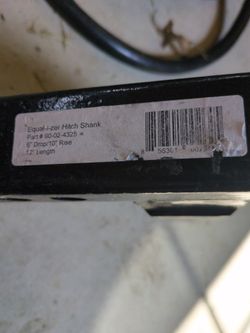 Equal-i-zer Hitch Shank
Part # 90-02-4325
6" Drop/10" Rise
12" Length